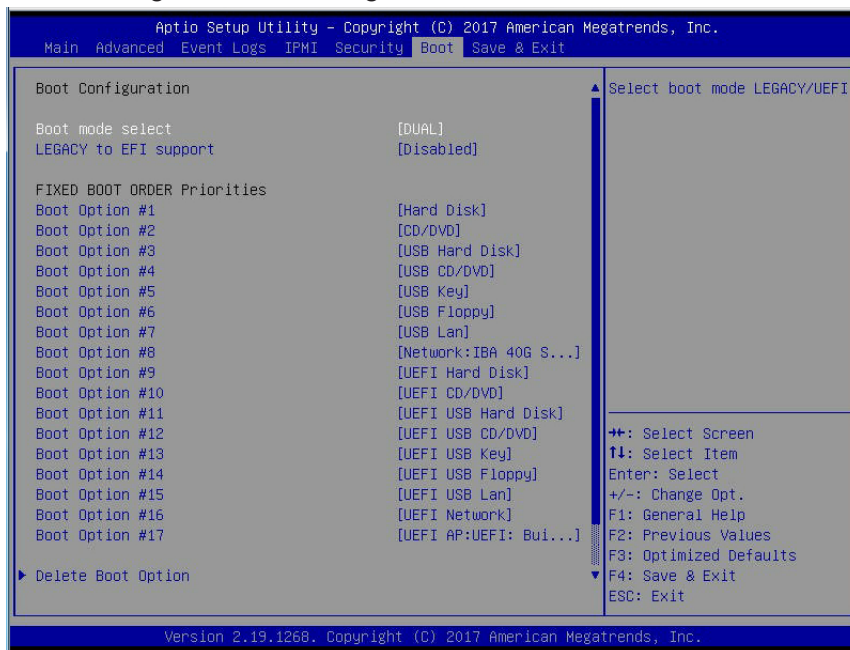 Aptio Setup Utility – Copyright (C) 2017 American Megatrends, Inc.
Main Advanced Event Logs IPMI Security Boot Save & Exit
Boot Configuration
Select boot mode LEGACY/UEFI
Boot mode select [DUAL]
LEGACY to EFI support [Disabled]
FIXED BOOT ORDER Priorities
Boot Option #1 [Hard Disk]
Boot Option #2 [CD/DVD]
Boot Option #3 [USB Hard Disk]
Boot Option #4 [USB CD/DVD]
Boot Option #5 [USB Key]
Boot Option #6 [USB Floppy]
Boot Option #7 [USB Lan]
Boot Option #8 [Network:IBA 40G S...]
Boot Option #9 [UEFI Hard Disk]
Boot Option #10 [UEFI CD/DVD]
Boot Option #11 [UEFI USB Hard Disk]
Boot Option #12 [UEFI USB CD/DVD]
Boot Option #13 [UEFI USB Key]
Boot Option #14 [UEFI USB Floppy]
Boot Option #15 [UEFI USB Lan]
Boot Option #16 [UEFI Network]
Boot Option #17 [UEFI AP:UEFI: Bui...]
Delete Boot Option
→←: Select Screen
↑↓: Select Item
Enter: Select
+/-: Change Opt.
F1: General Help
F2: Previous Values
F3: Optimized Defaults
F4: Save & Exit
ESC: Exit
Version 2.19.1268. Copyright (C) 2017 American Megatrends, Inc.